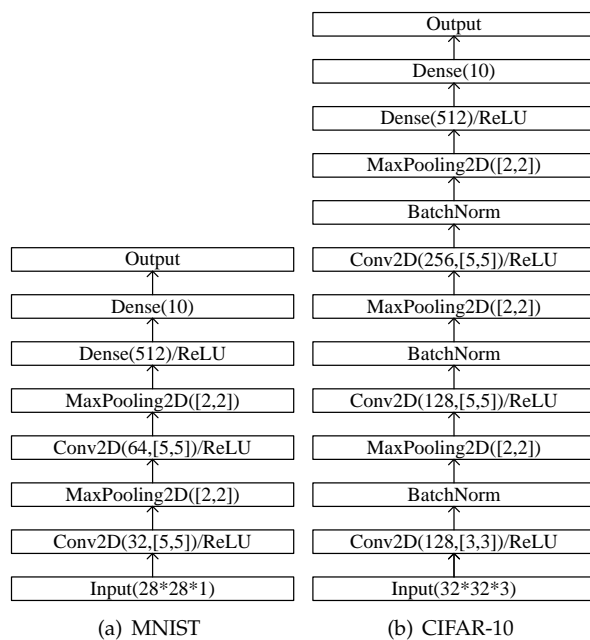 Output
Dense(10)
Dense(512)/ReLU
MaxPooling2D([2,2])
Conv2D(64,[5,5])/ReLU
MaxPooling2D([2,2])
Conv2D(32,[5,5])/ReLU
Input(28*28*1)
(a) MNIST
Output
Dense(10)
Dense(512)/ReLU
MaxPooling2D([2,2])
BatchNorm
Conv2D(256,[5,5])/ReLU
MaxPooling2D([2,2])
BatchNorm
Conv2D(128,[5,5])/ReLU
MaxPooling2D([2,2])
BatchNorm
Conv2D(128,[3,3])/ReLU
Input(32*32*3)
(b) CIFAR-10